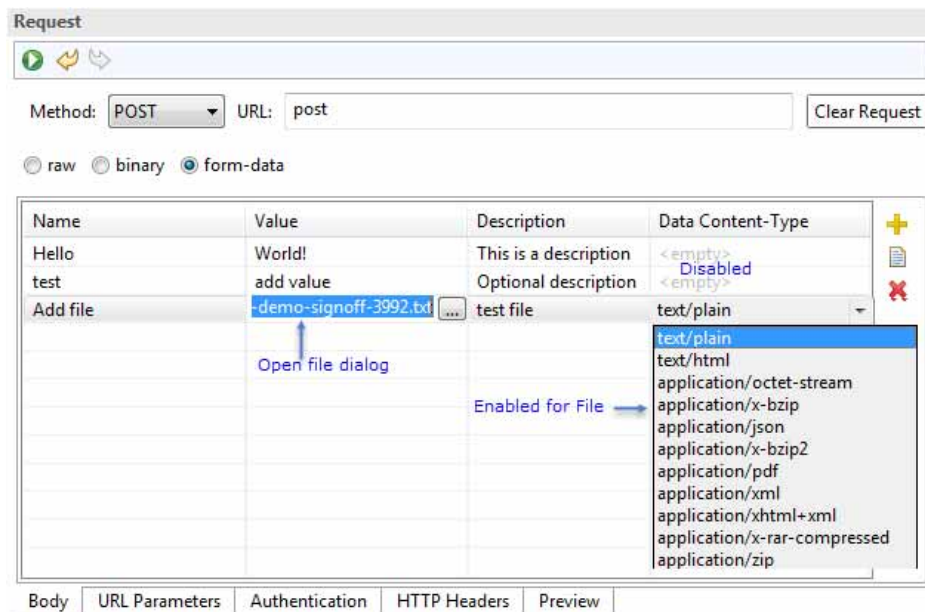 Request
Method: POST URL: post Clear Request
raw binary form-data
Name Value Description Data Content-Type
Hello World! This is a description <empty>
Disabled
test add value Optional description <empty>
Add file -demo-signoff-3992.txt ... test file text/plain
text/plain
Open file dialog
text/html
application/octet-stream
Enabled for File
application/x-bzip
application/json
application/x-bzip2
application/pdf
application/xml
application/xhtml+xml
application/x-rar-compressed
application/zip
Body URL Parameters Authentication HTTP Headers Preview